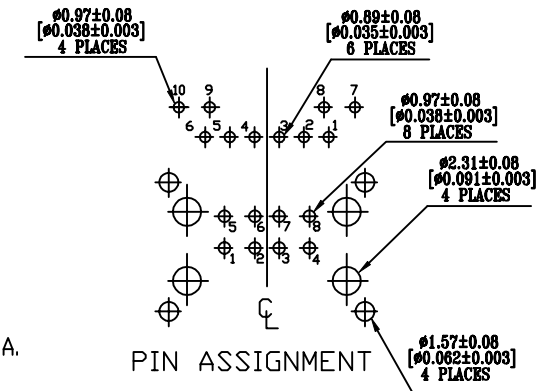 ø0.97±0.08
[ø0.038±0.003]
4 PLACES
ø0.89±0.08
[ø0.035±0.003]
6 PLACES
10 9 8 7
6 5 4 3 2 1
ø0.97±0.08
[ø0.038±0.003]
8 PLACES
ø2.31±0.08
[ø0.091±0.003]
4 PLACES
5 6 7 8
1 2 3 4
CL
A.
PIN ASSIGNMENT
ø1.57±0.08
[ø0.062±0.003]
4 PLACES